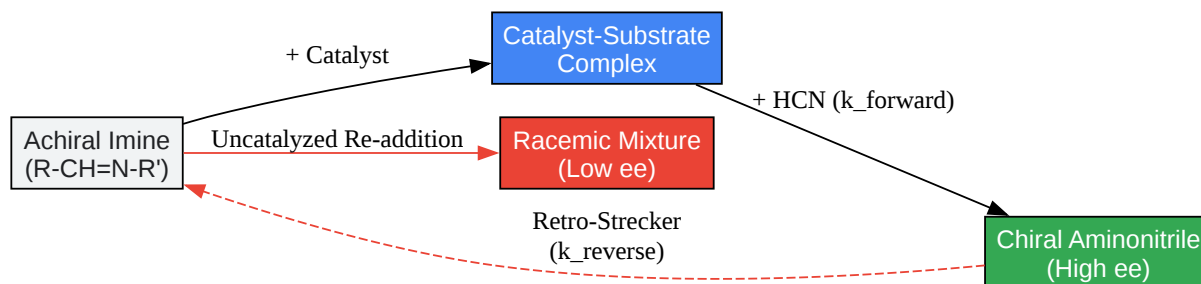 Catalyst-Substrate
Complex
+ Catalyst
+ HCN (k_forward)
Achiral Imine
(R-CH=N-R')
Uncatalyzed Re-addition
Racemic Mixture
(Low ee)
Retro-Strecker
(k_reverse)
Chiral Aminonitrile
(High ee)